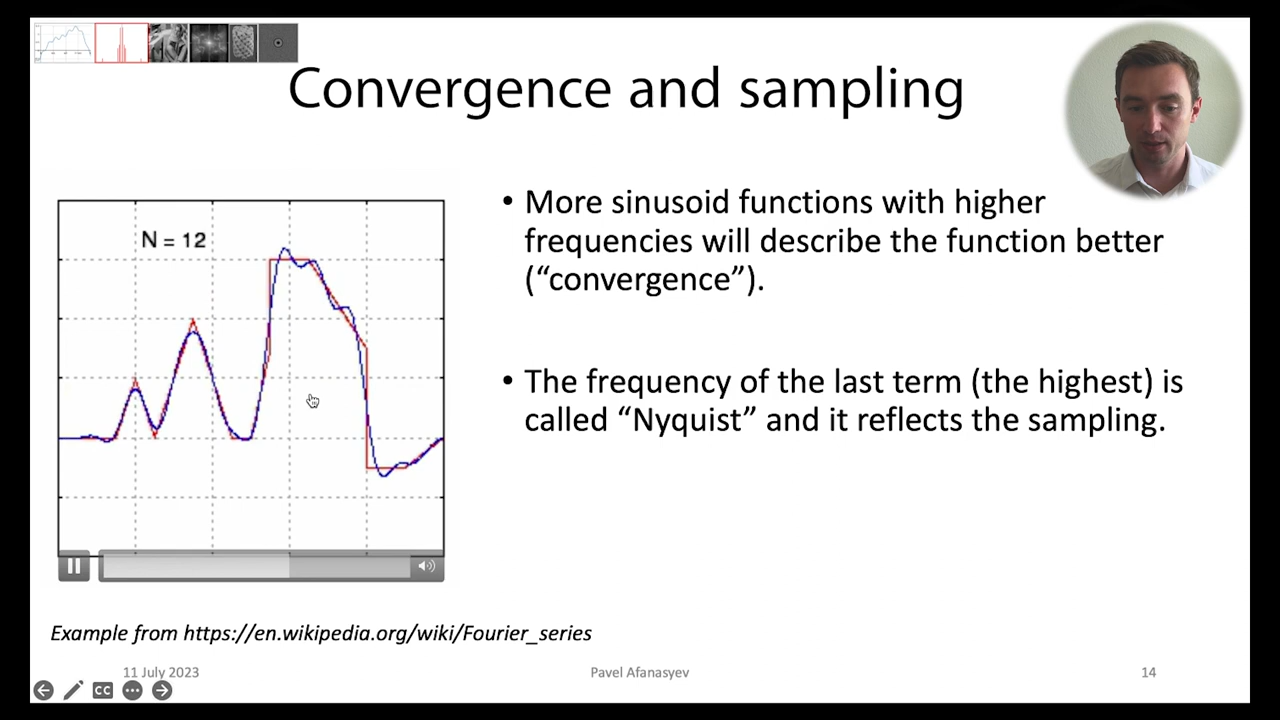 Convergence and sampling
N = 12
• More sinusoid functions with higher
frequencies will describe the function better
(“convergence”).
• The frequency of the last term (the highest) is
called “Nyquist” and it reflects the sampling.
Example from https://en.wikipedia.org/wiki/Fourier_series
11 July 2023
Pavel Afanasyev
14
CC